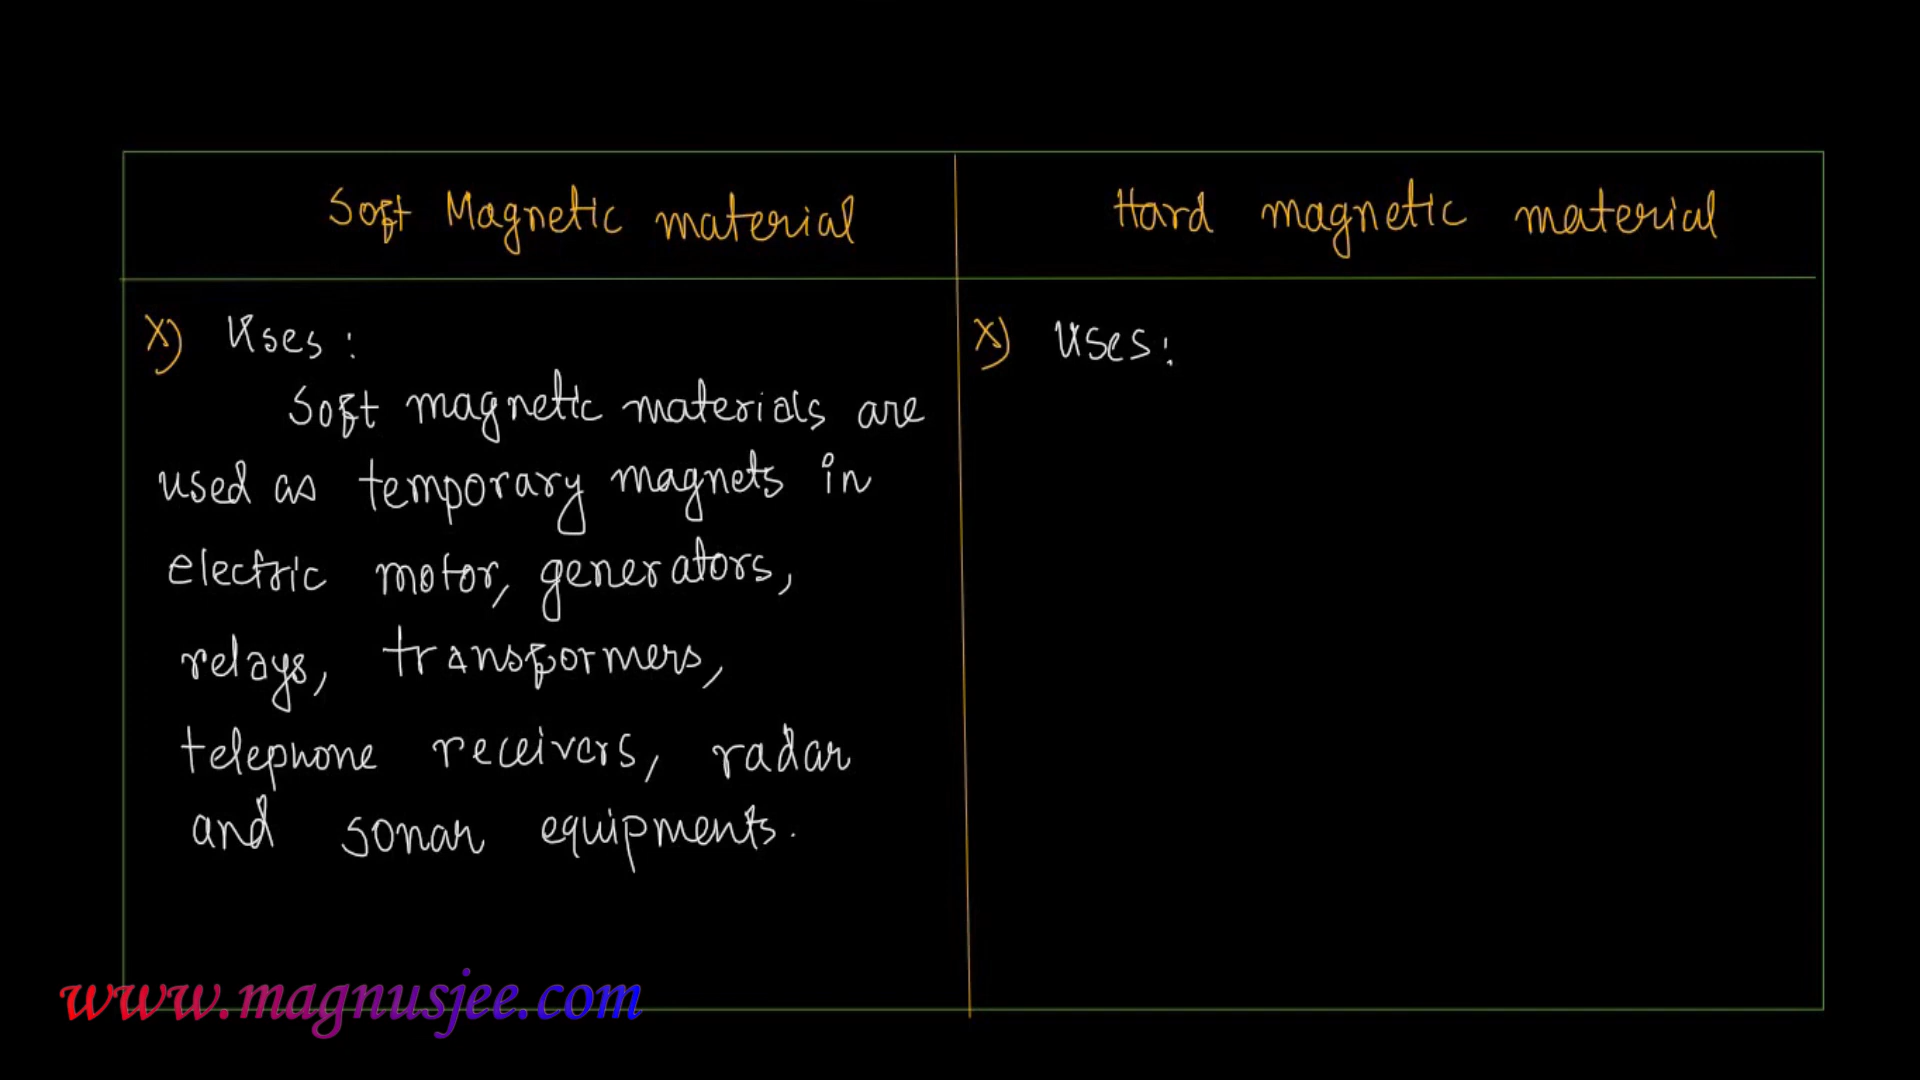 Soft Magnetic material
Hard magnetic material
X) Uses:
Soft magnetic materials are
used as temporary magnets in
electric motor, generators,
relays, transformers,
telephone receivers, radar
and sonar equipments.
X) Uses:
www.magnusjee.com